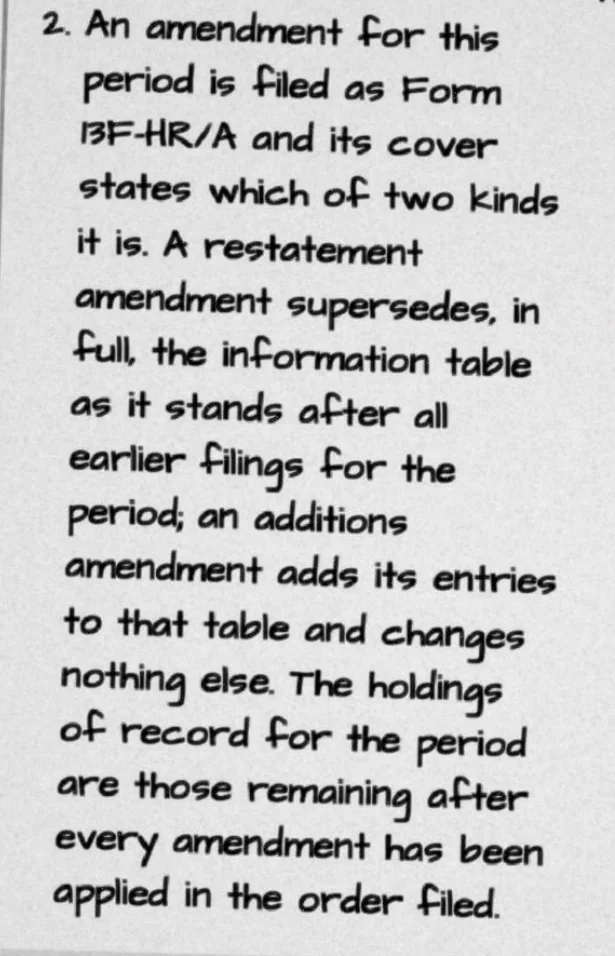 2. An amendment for this
period is filed as Form
13F-HR/A and its cover
states which of two kinds
it is. A restatement
amendment supersedes, in
full, the information table
as it stands after all
earlier filings for the
period; an additions
amendment adds its entries
to that table and changes
nothing else. The holdings
of record for the period
are those remaining after
every amendment has been
applied in the order filed.